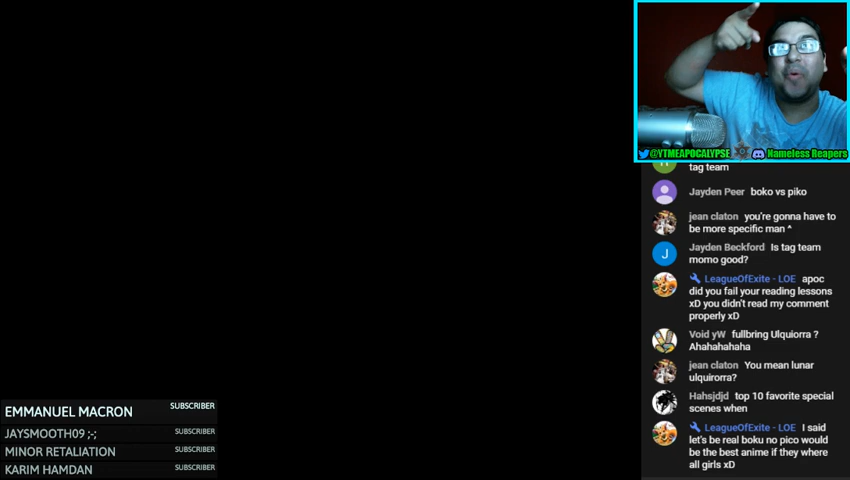 @YTMEAPOCALYPSE Nameless Reapers
tag team
Jayden Peer boko vs piko
jean claton you're gonna have to
be more specific man ^
J
Jayden Beckford Is tag team
momo good?
LeagueOfExite - LOE apoc
did you fail your reading lessons
xD you didn't read my comment
properly xD
Void yW fullbring Ulquiorra ?
Ahahahahaha
jean claton You mean lunar
ulquirorra?
Hahsjdjd top 10 favorite special
scenes when
LeagueOfExite - LOE I said
let's be real boku no pico would
be the best anime if they where
all girls xD
EMMANUEL MACRON SUBSCRIBER
JAYSMOOTH09 ;-; SUBSCRIBER
MINOR RETALIATION SUBSCRIBER
KARIM HAMDAN SUBSCRIBER